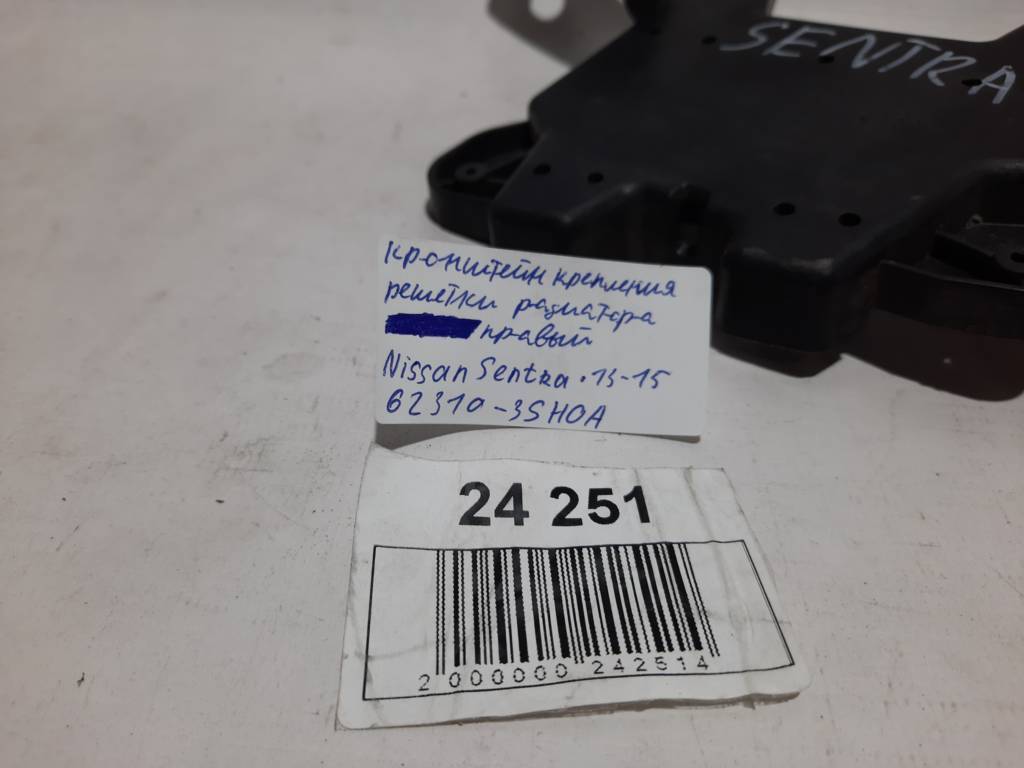 SENTRA
кронштейн крепления
решетки радиатора
правый
Nissan Sentra · 13-15
62310-3SH0A
24 251
2 000000 242514